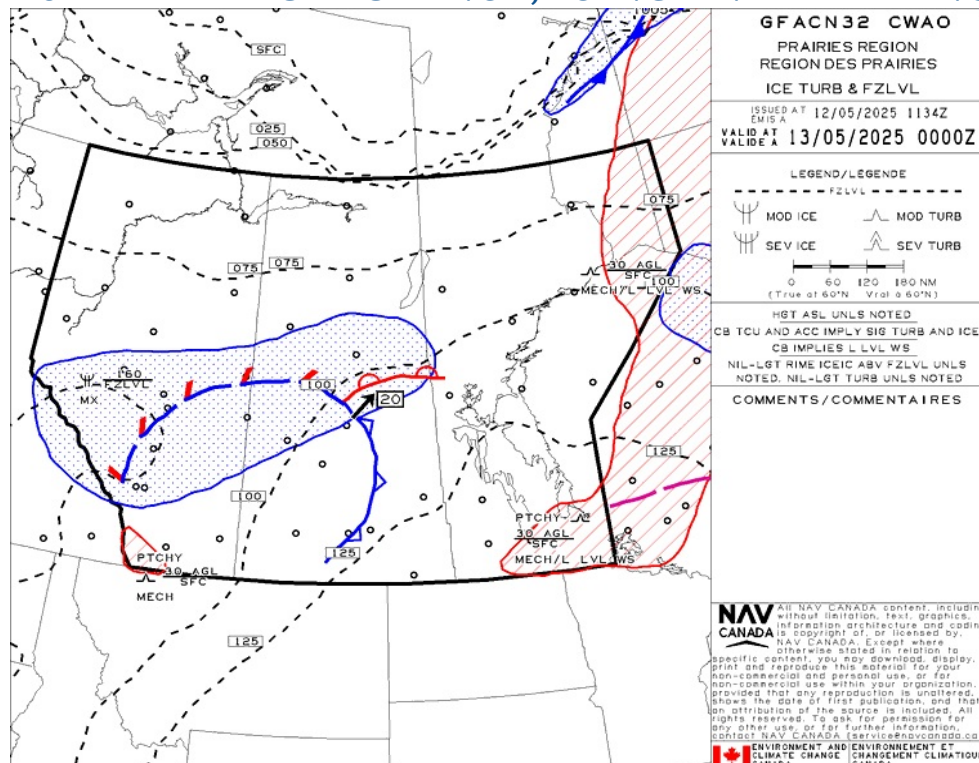 GFACN32 CWAO
PRAIRIES REGION
REGION DES PRAIRIES
ICE TURB & FZLVL
ISSUED AT 12/05/2025 1134Z
EMIS A
VALID AT 13/05/2025 0000Z
VALIDE A
LEGEND/LEGENDE
FZLVL
MOD ICE
MOD TURB
SEV ICE
SEV TURB
0 60 120 180 NM
(True at 60°N Vrai à 60°N)
HGT ASL UNLS NOTED
CB TCU AND ACC IMPLY SIG TURB AND ICE
CB IMPLIES L LVL WS
NIL-LGT RIME ICEIC ABV FZLVL UNLS
NOTED. NIL-LGT TURB UNLS NOTED
COMMENTS/COMMENTAIRES
SFC
025
050
075
075
075
30 AGL
SFC
MECH/L LVL WS
100
160
FZLVL
MX
100
20
125
100
PTCHY
30 AGL
SFC
MECH/L LVL WS
125
PTCHY
30 AGL
SFC
MECH
125
NAV
CANADA
All NAV CANADA content, includin
without limitation, text, graphics,
information architecture and codin
is copyright of, or licensed by,
NAV CANADA. Except where
otherwise stated in relation to
specific content, you may download, display,
print and reproduce this material for your
non-commercial and personal use, or for
non-commercial use within your organization,
provided that any reproduction is unaltered,
shows the date of first publication, and that
an attribution of the source is included. All
rights reserved. To ask for permission for
any other use, or for further information,
contact NAV CANADA (service@navcanada.ca
ENVIRONMENT AND
CLIMATE CHANGE
CANADA
ENVIRONNEMENT ET
CHANGEMENT CLIMATIQU
CANADA